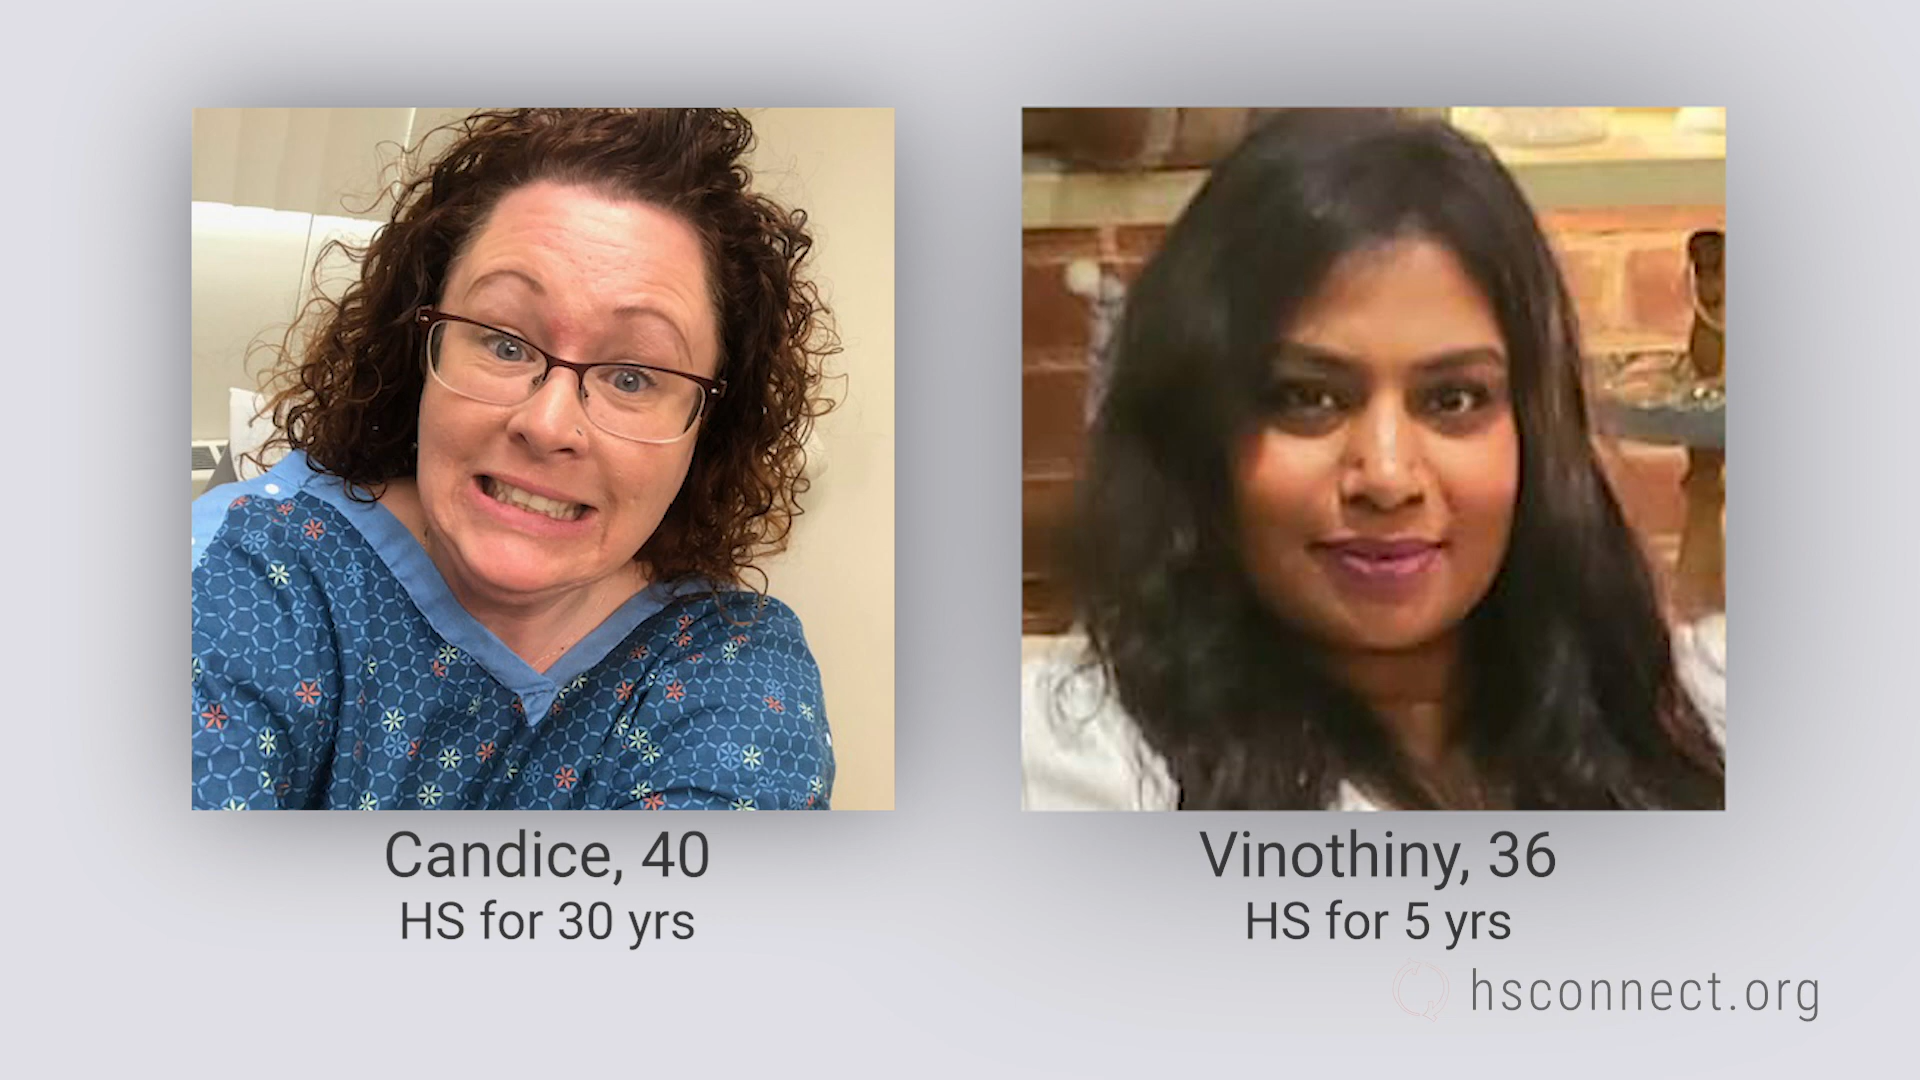 Candice, 40
HS for 30 yrs
Vinothiny, 36
HS for 5 yrs
hsconnect.org